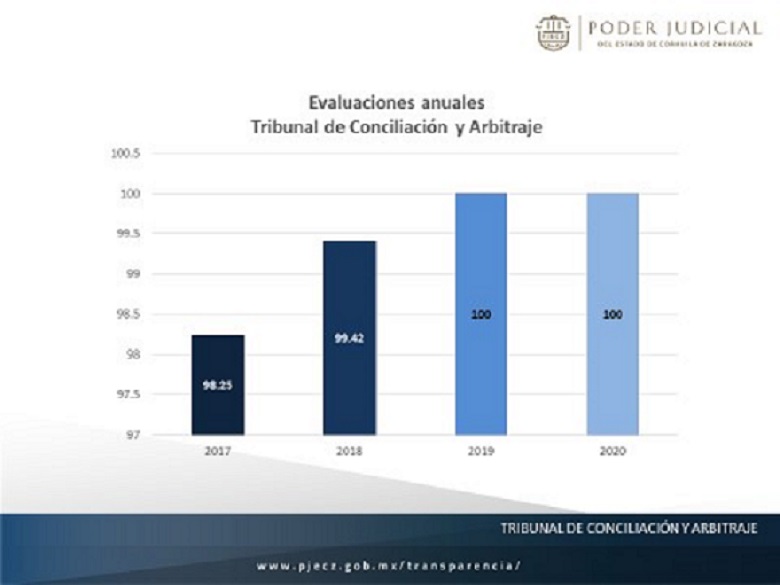 PODER JUDICIAL
DEL ESTADO DE COAHUILA DE ZARAGOZA
Evaluaciones anuales
Tribunal de Conciliación y Arbitraje
100.5
100
99.5
99
98.5
98
97.5
97
98.25
99.42
100
100
2017
2018
2019
2020
TRIBUNAL DE CONCILIACIÓN Y ARBITRAJE
www.pjecz.gob.mx/transparencia/